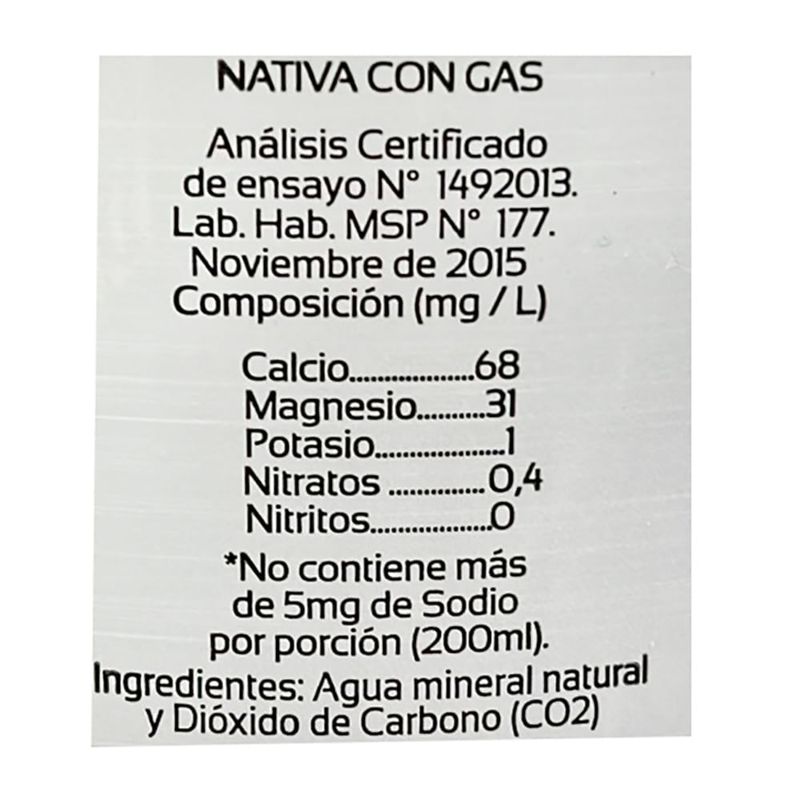 NATIVA CON GAS
Análisis Certificado
de ensayo N° 1492013.
Lab. Hab. MSP N° 177.
Noviembre de 2015
Composición (mg / L)
Calcio...................68
Magnesio..........31
Potasio....................1
Nitratos ..............0,4
Nitritos..................0
*No contiene más
de 5mg de Sodio
por porción (200ml).
Ingredientes: Agua mineral natural
y Dióxido de Carbono (CO2)